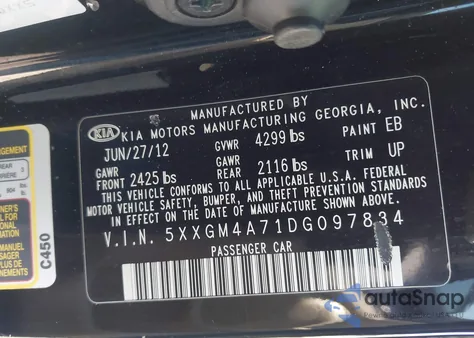 MANUFACTURED BY
KIA KIA MOTORS MANUFACTURING GEORGIA, INC.
JUN/27/12 GVWR 4299 lbs PAINT EB
GAWR FRONT 2425 lbs GAWR REAR 2116 lbs TRIM UP
THIS VEHICLE CONFORMS TO ALL APPLICABLE U.S.A. FEDERAL
MOTOR VEHICLE SAFETY, BUMPER, AND THEFT PREVENTION STANDARDS
IN EFFECT ON THE DATE OF MANUFACTURE SHOWN ABOVE.
V.I.N. 5XXGM4A71DG097834
PASSENGER CAR
C450
REAR
autoSnap